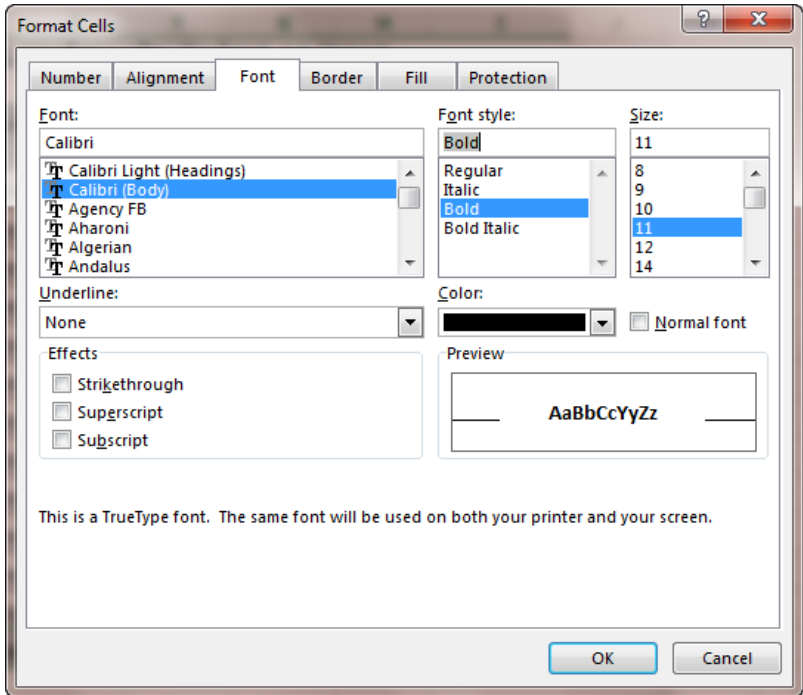 Format Cells
?
Number Alignment Font Border Fill Protection
Font: Font style: Size:
Calibri Bold 11
Calibri Light (Headings) Regular 8
Calibri (Body) Italic 9
Agency FB Bold 10
Aharoni Bold Italic 11
Algerian 12
Andalus 14
Underline: Color:
None Normal font
Effects Preview
Strikethrough
Superscript AaBbCcYyZz
Subscript
This is a TrueType font. The same font will be used on both your printer and your screen.
OK Cancel